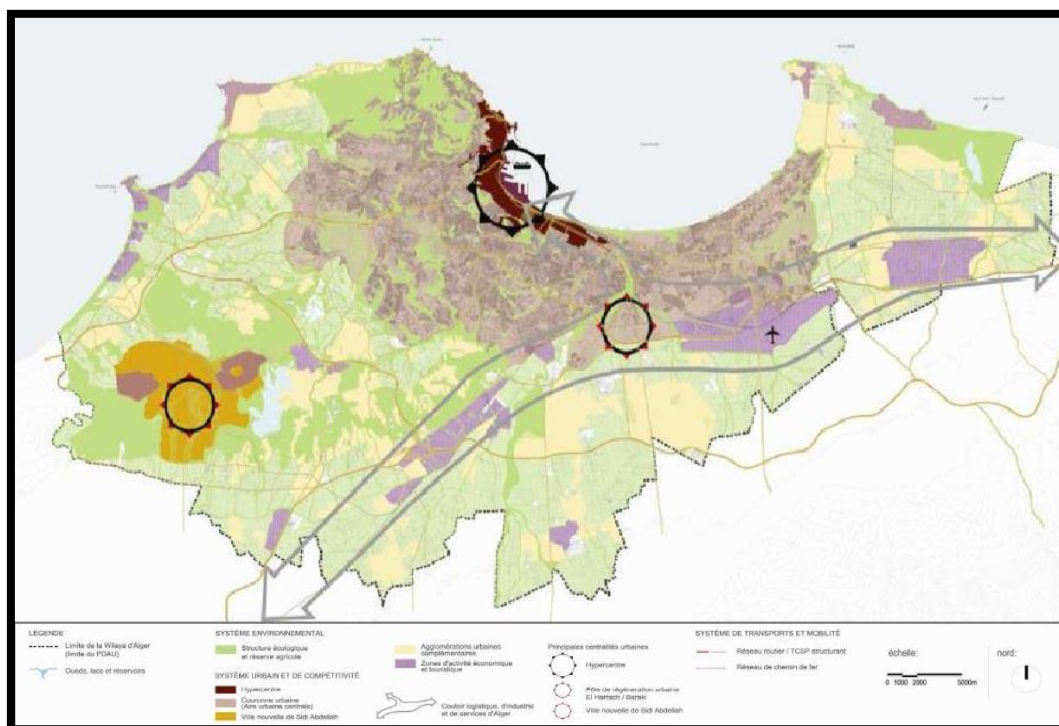 LÉGENDE
Limite de la Wilaya d'Alger
(limite du PDAU)
Oueds, lacs et réservoirs
SYSTÈME ENVIRONNEMENTAL
Structure écologique
et réserve agricole
SYSTÈME URBAIN ET DE COMPÉTITIVITÉ
Hypercentre
Couronne urbaine
(Aire urbaine centrale)
Ville nouvelle de Sidi Abdellah
Agglomérations urbaines
complémentaires
Zones d'activité économique
et touristique
Couloir logistique, d'industrie
et de services d'Alger
Principales centralités urbaines
Hypercentre
Pôle de régénération urbaine
El Harrach / Baraki
Ville nouvelle de Sidi Abdellah
SYSTÈME DE TRANSPORTS ET MOBILITÉ
Réseau routier / TCSP structurant
Réseau de chemin de fer
échelle:
0 1000 2000 5000m
nord: